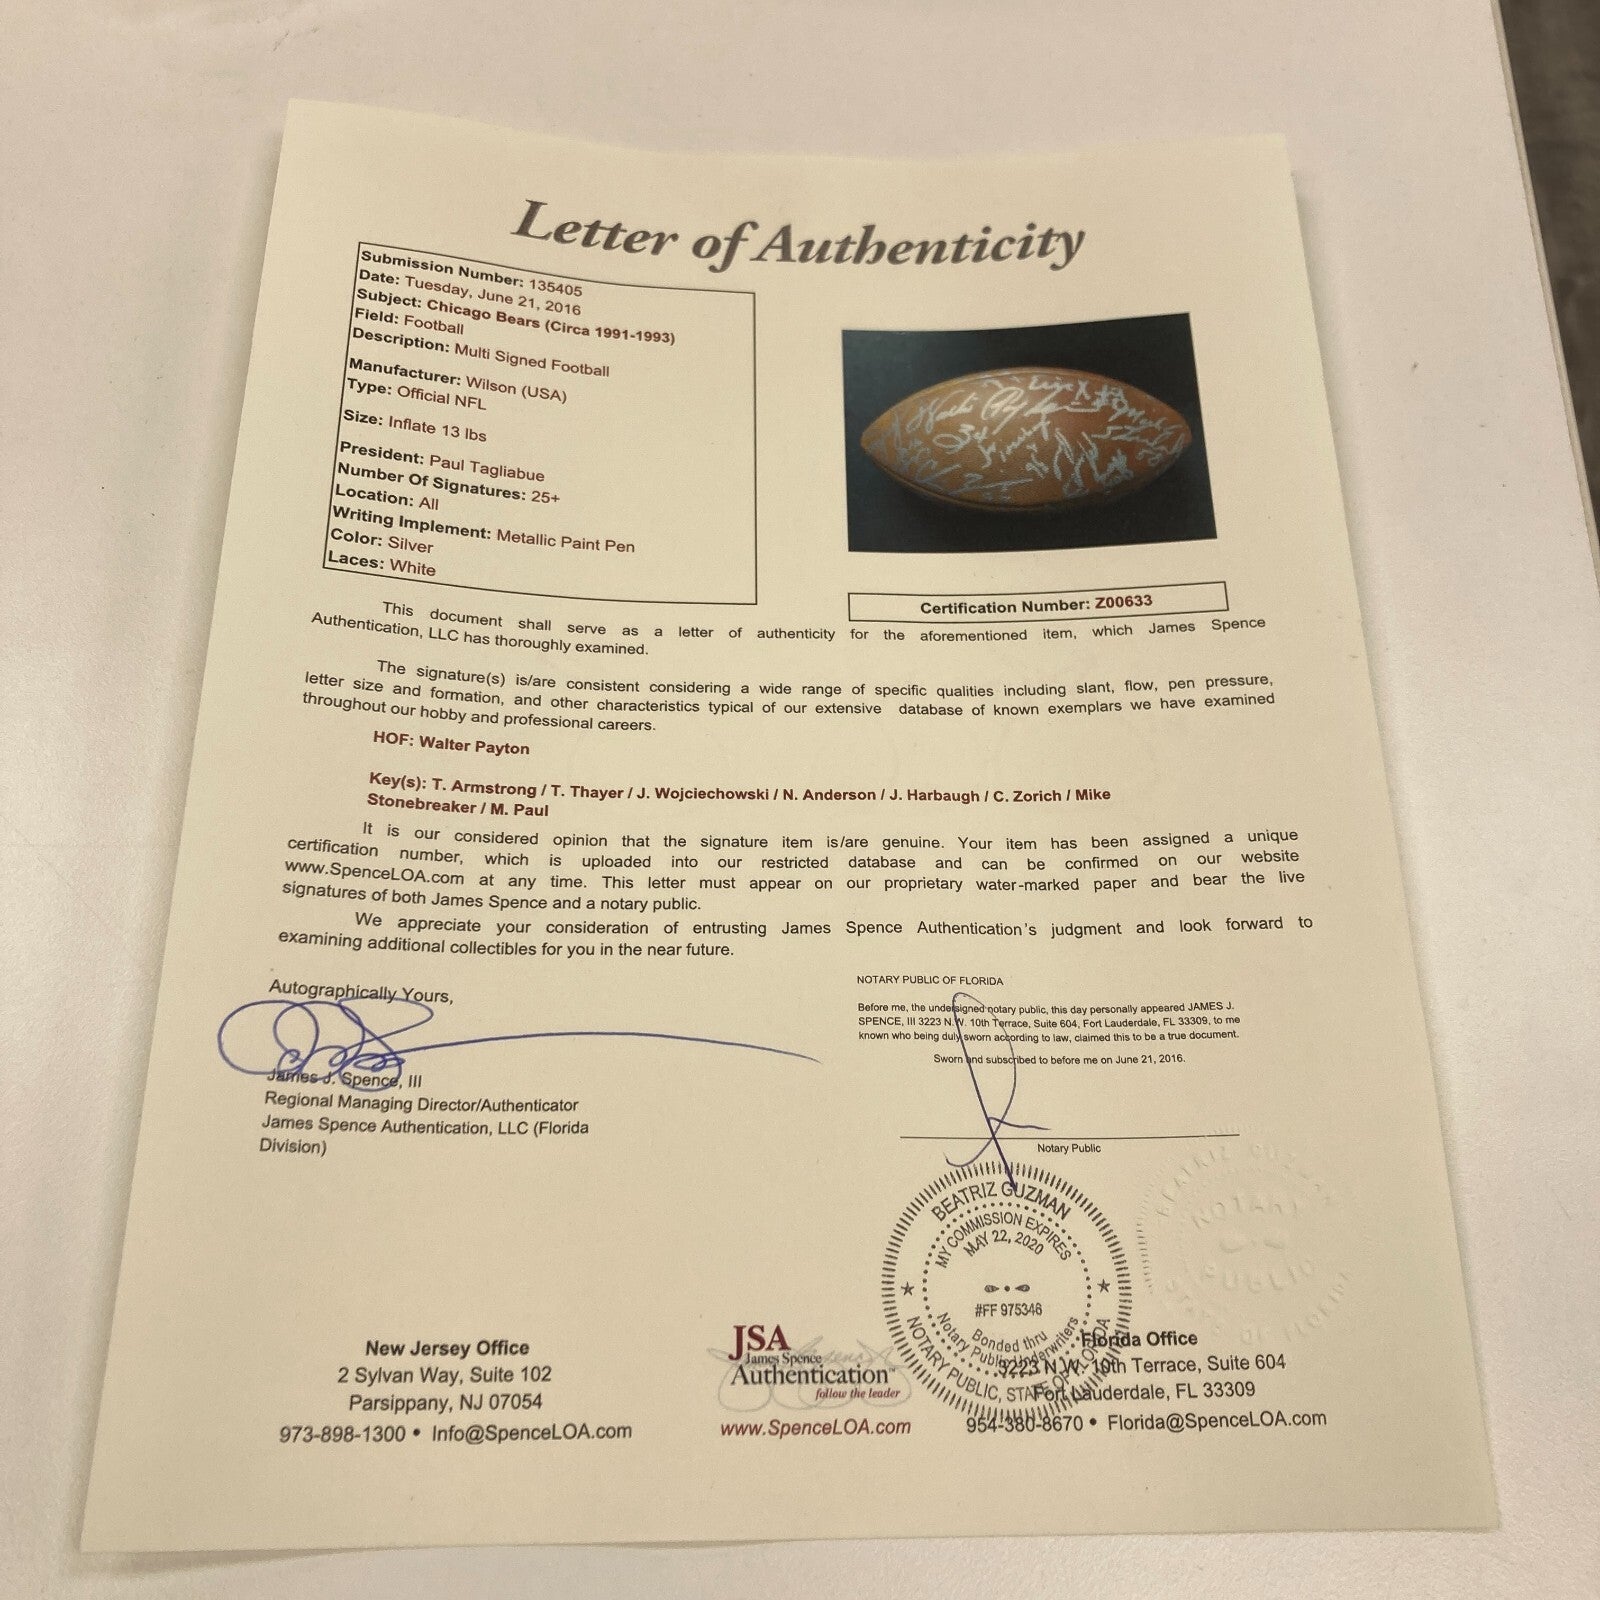 Letter of Authenticity
Submission Number: 135405
Date: Tuesday, June 21, 2016
Subject: Chicago Bears (Circa 1991-1993)
Field: Football
Description: Multi Signed Football
Manufacturer: Wilson (USA)
Type: Official NFL
Size: Inflate 13 lbs
President: Paul Tagliabue
Number Of Signatures: 25+
Location: All
Writing Implement: Metallic Paint Pen
Color: Silver
Laces: White
Walter Payton
Certification Number: Z00633
This document shall serve as a letter of authenticity for the aforementioned item, which James Spence
Authentication, LLC has thoroughly examined.
The signature(s) is/are consistent considering a wide range of specific qualities including slant, flow, pen pressure,
letter size and formation, and other characteristics typical of our extensive database of known exemplars we have examined
throughout our hobby and professional careers.
HOF: Walter Payton
Key(s): T. Armstrong / T. Thayer / J. Wojciechowski / N. Anderson / J. Harbaugh / C. Zorich / Mike
Stonebreaker / M. Paul
It is our considered opinion that the signature item is/are genuine. Your item has been assigned a unique
certification number, which is uploaded into our restricted database and can be confirmed on our website
www.SpenceLOA.com at any time. This letter must appear on our proprietary water-marked paper and bear the live
signatures of both James Spence and a notary public.
We appreciate your consideration of entrusting James Spence Authentication's judgment and look forward to
examining additional collectibles for you in the near future.
Autographically Yours,
James J. Spence, III
Regional Managing Director/Authenticator
James Spence Authentication, LLC (Florida
Division)
NOTARY PUBLIC OF FLORIDA
Before me, the undersigned notary public, this day personally appeared JAMES J.
SPENCE, III 3223 N.W. 10th Terrace, Suite 604, Fort Lauderdale, FL 33309, to me
known who being duly sworn according to law, claimed this to be a true document.
Sworn and subscribed to before me on June 21, 2016.
Notary Public
BEATRIZ GUZMAN
MY COMMISSION EXPIRES
MAY 22, 2020
#FF 975346
Bonded thru
Notary Public Underwriters
NOTARY PUBLIC, STATE OF FLORIDA
BEATRIZ GUZMAN
NOTARY
PUBLIC
New Jersey Office
2 Sylvan Way, Suite 102
Parsippany, NJ 07054
973-898-1300 • Info@SpenceLOA.com
JSA
James Spence
Authentication™
follow the leader
www.SpenceLOA.com
Florida Office
3223 N.W. 10th Terrace, Suite 604
Fort Lauderdale, FL 33309
954-380-8670 • Florida@SpenceLOA.com